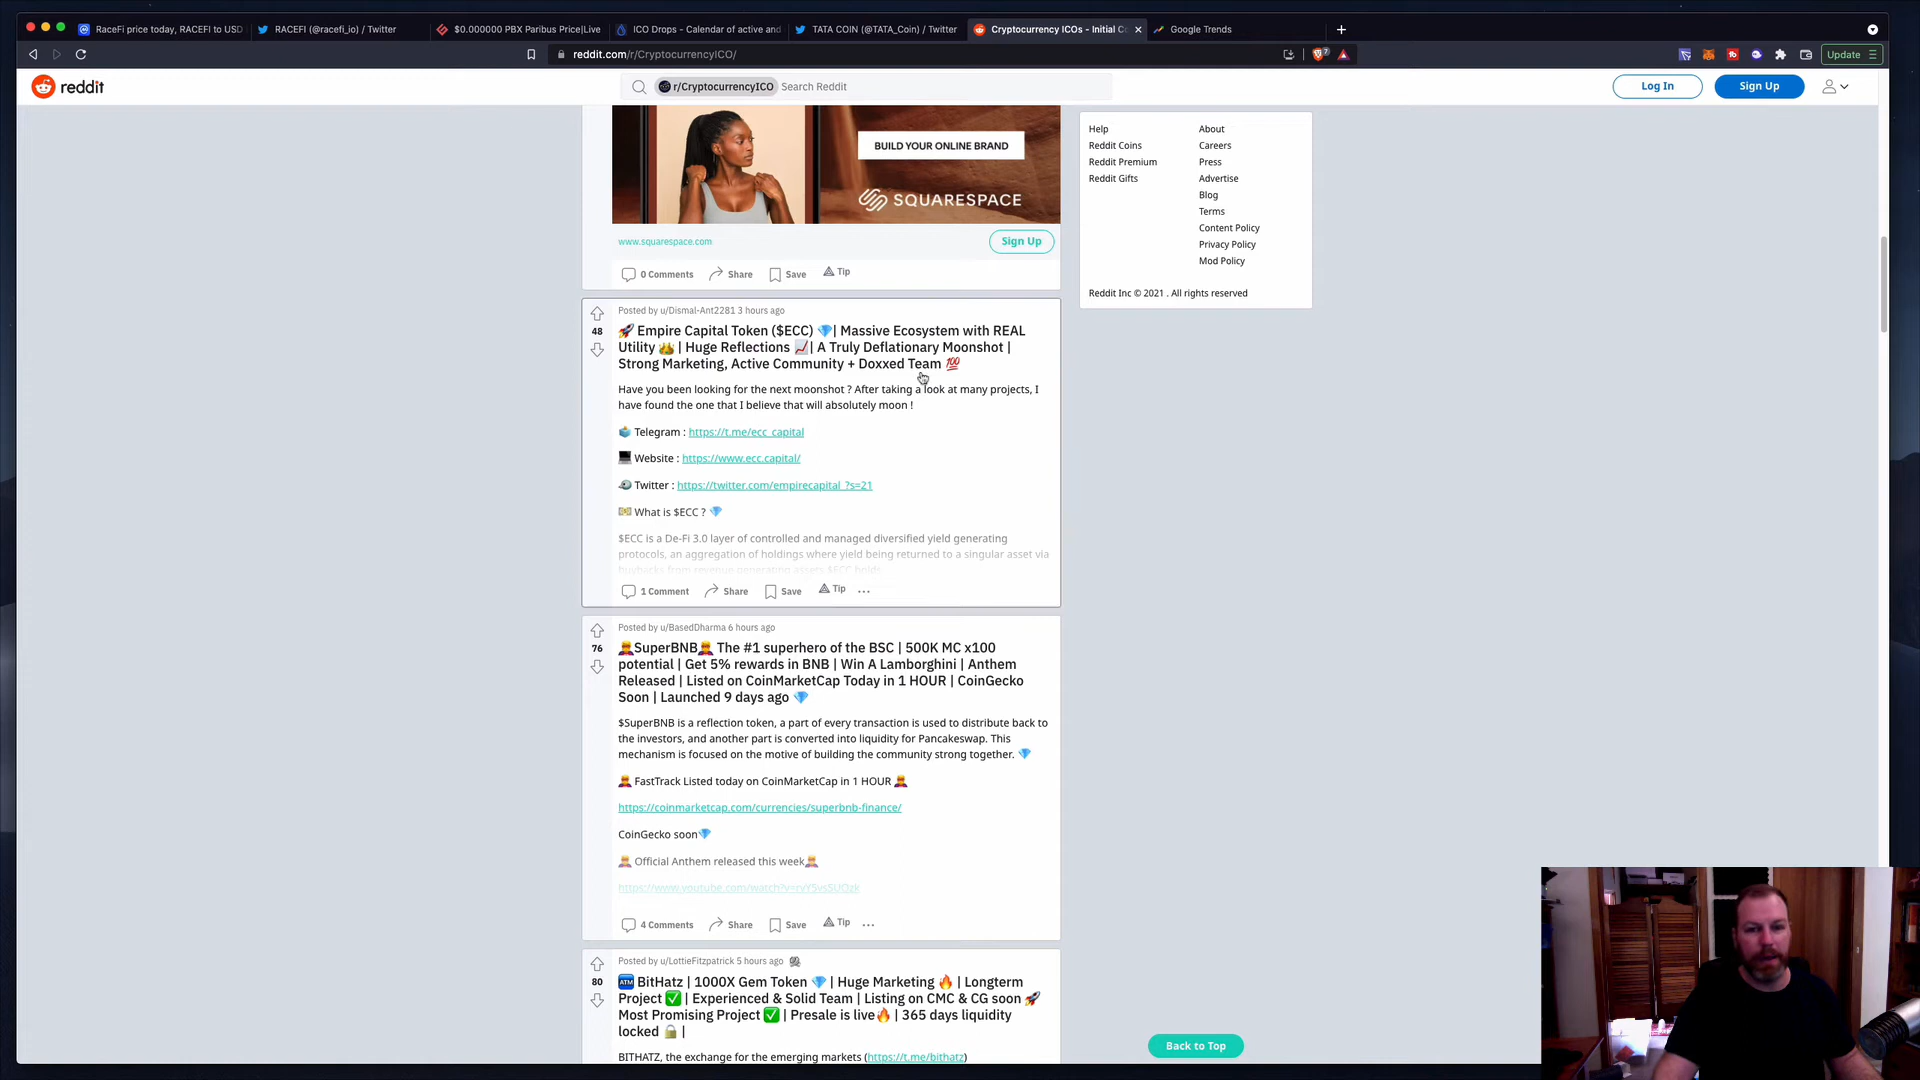 RaceFi price today, RACEFI to USD
RACEFI (@racefi_io) / Twitter
$0.000000 PBX Paribus Price|Live
ICO Drops - Calendar of active and
TATA COIN (@TATA_Coin) / Twitter
Cryptocurrency ICOs - Initial Co
Google Trends
reddit.com/r/CryptocurrencyICO/
7
Update
reddit
r/CryptocurrencyICO Search Reddit
Log In
Sign Up
BUILD YOUR ONLINE BRAND
SQUARESPACE
www.squarespace.com
Sign Up
0 Comments Share Save Tip
Help About
Reddit Coins Careers
Reddit Premium Press
Reddit Gifts Advertise
Blog
Terms
Content Policy
Privacy Policy
Mod Policy
Reddit Inc © 2021 . All rights reserved
48
Posted by u/Dismal-Ant2281 3 hours ago
🚀 Empire Capital Token ($ECC) 💎| Massive Ecosystem with REAL
Utility 👑 | Huge Reflections 📈| A Truly Deflationary Moonshot |
Strong Marketing, Active Community + Doxxed Team 💯
Have you been looking for the next moonshot ? After taking a look at many projects, I
have found the one that I believe that will absolutely moon !
Telegram : https://t.me/ecc_capital
Website : https://www.ecc.capital/
Twitter : https://twitter.com/empirecapital_?s=21
What is $ECC ? 💎
$ECC is a De-Fi 3.0 layer of controlled and managed diversified yield generating
protocols, an aggregation of holdings where yield being returned to a singular asset via
buybacks from revenue generating assets $ECC holds.
1 Comment Share Save Tip ...
76
Posted by u/BasedDharma 6 hours ago
SuperBNB The #1 superhero of the BSC | 500K MC x100
potential | Get 5% rewards in BNB | Win A Lamborghini | Anthem
Released | Listed on CoinMarketCap Today in 1 HOUR | CoinGecko
Soon | Launched 9 days ago 💎
$SuperBNB is a reflection token, a part of every transaction is used to distribute back to
the investors, and another part is converted into liquidity for Pancakeswap. This
mechanism is focused on the motive of building the community strong together. 💎
FastTrack Listed today on CoinMarketCap in 1 HOUR
https://coinmarketcap.com/currencies/superbnb-finance/
CoinGecko soon💎
Official Anthem released this week
4 Comments Share Save Tip ...
80
Posted by u/LottieFitzpatrick 5 hours ago
🏧 BitHatz | 1000X Gem Token 💎 | Huge Marketing 🔥 | Longterm
Project ✅ | Experienced & Solid Team | Listing on CMC & CG soon 🚀
Most Promising Project ✅ | Presale is live🔥 | 365 days liquidity
locked 🔒 |
BITHATZ, the exchange for the emerging markets (https://t.me/bithatz)
Back to Top